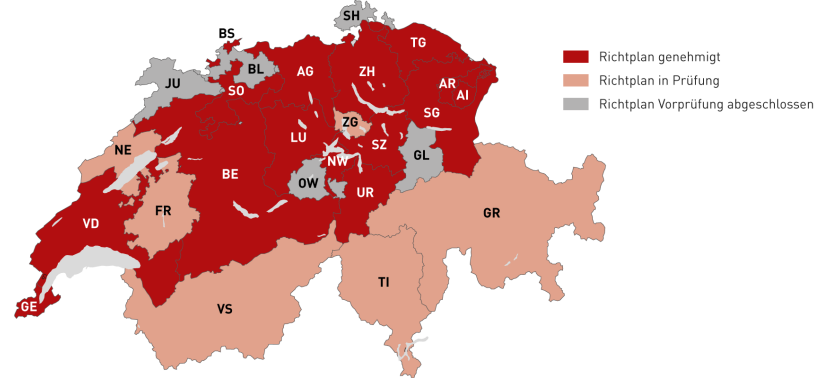 SH
BS
TG
BL
AG
ZH
JU
SO
AR
AI
ZG
SG
LU
NE
NW
SZ
GL
BE
OW
UR
FR
VD
GR
TI
GE
VS
Richtplan genehmigt
Richtplan in Prüfung
Richtplan Vorprüfung abgeschlossen